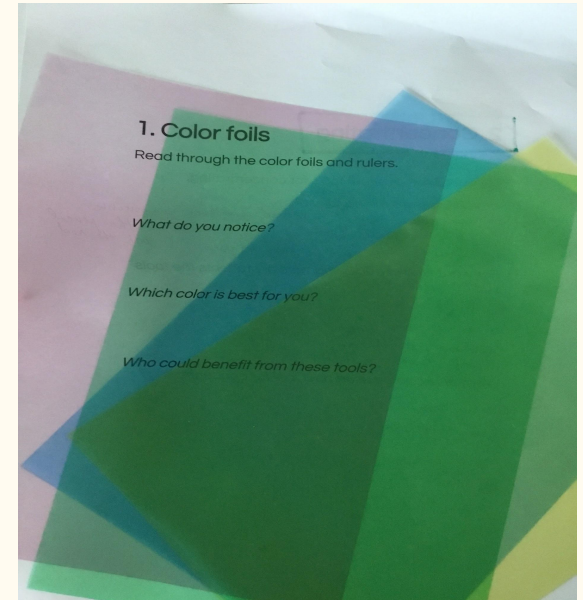 1. Color foils
Read through the color foils and rulers.
What do you notice?
Which color is best for you?
Who could benefit from these tools?